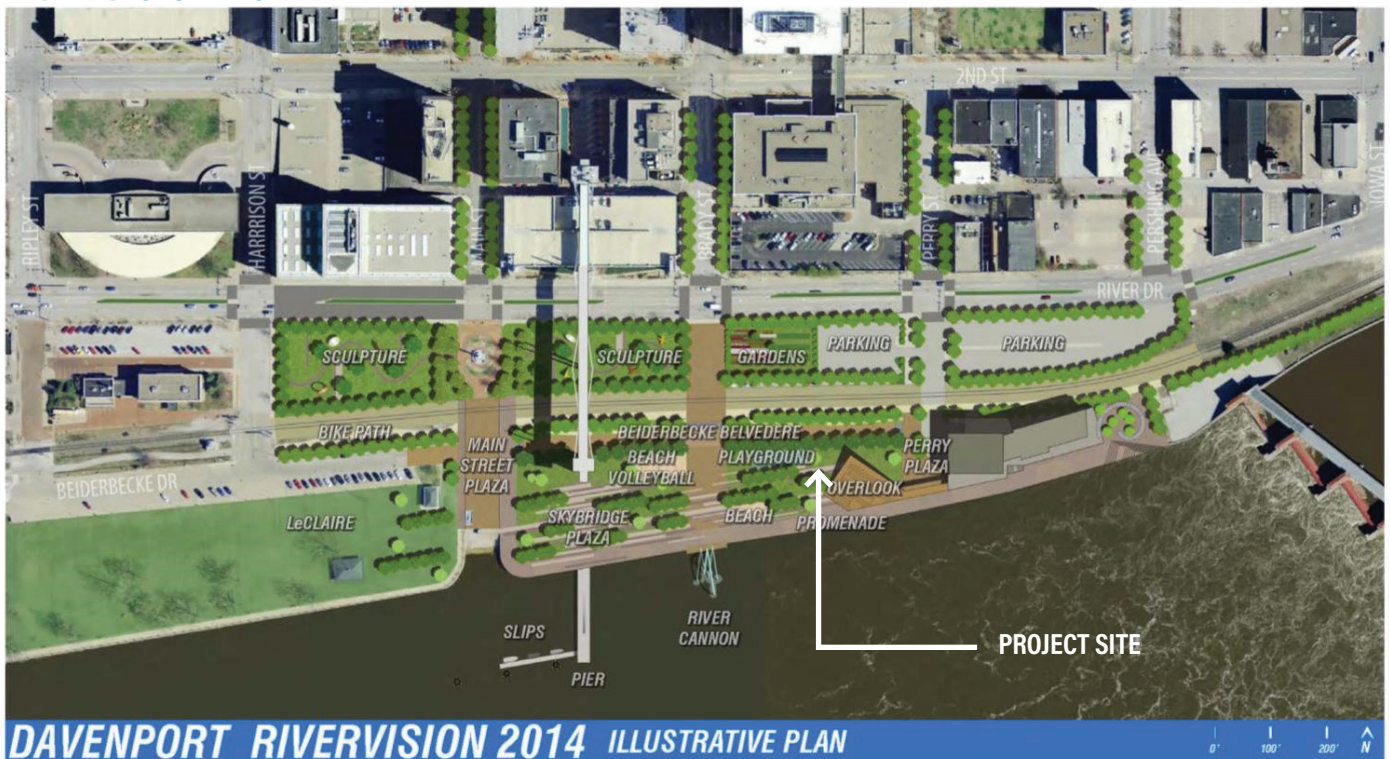 2ND ST
RIPLEY ST
HARRRISON ST
MAIN ST
BRADY ST
PERRY ST
PERSHING AV
IOWA ST
RIVER DR
SCULPTURE
SCULPTURE
GARDENS
PARKING
PARKING
BIKE PATH
MAIN
STREET
PLAZA
BEIDERBECKE BELVEDERE
BEACH
VOLLEYBALL
PLAYGROUND
PERRY
PLAZA
BEIDERBECKE DR
OVERLOOK
LeCLAIRE
SKYBRIDGE
PLAZA
BEACH
PROMENADE
SLIPS
RIVER
CANNON
PIER
PROJECT SITE
DAVENPORT RIVERVISION 2014 ILLUSTRATIVE PLAN
0' 100' 200' N